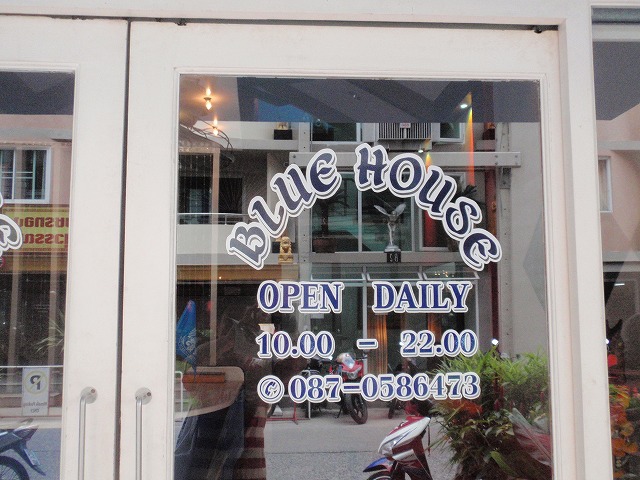 BLUE HOUSE
OPEN DAILY
10.00 - 22.00
087-0586473